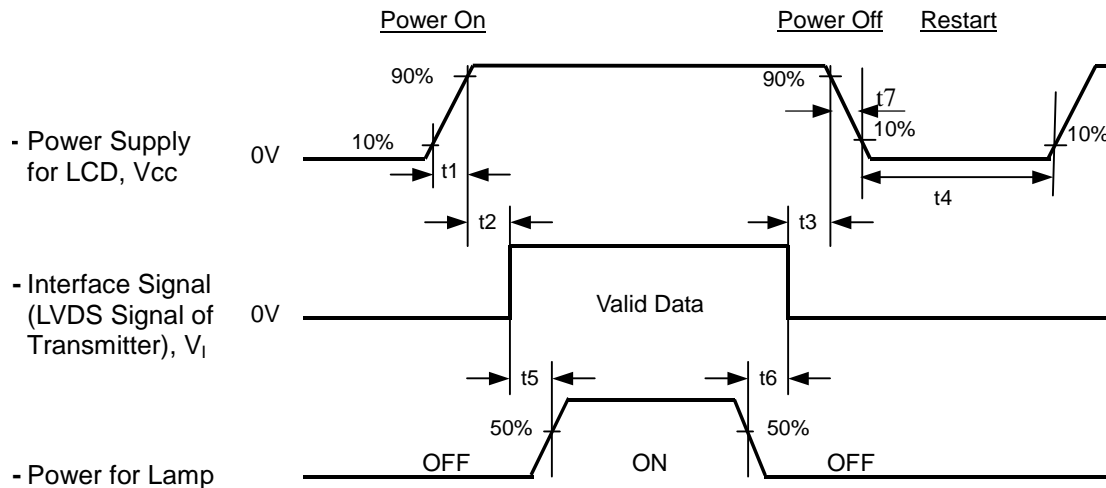 Power On
Power Off
Restart
90%
90%
t7
10%
10%
10%
- Power Supply
for LCD, Vcc
0V
t1
t4
t2
t3
- Interface Signal
(LVDS Signal of
Transmitter), VI
0V
Valid Data
t5
t6
50%
50%
- Power for Lamp
OFF
ON
OFF